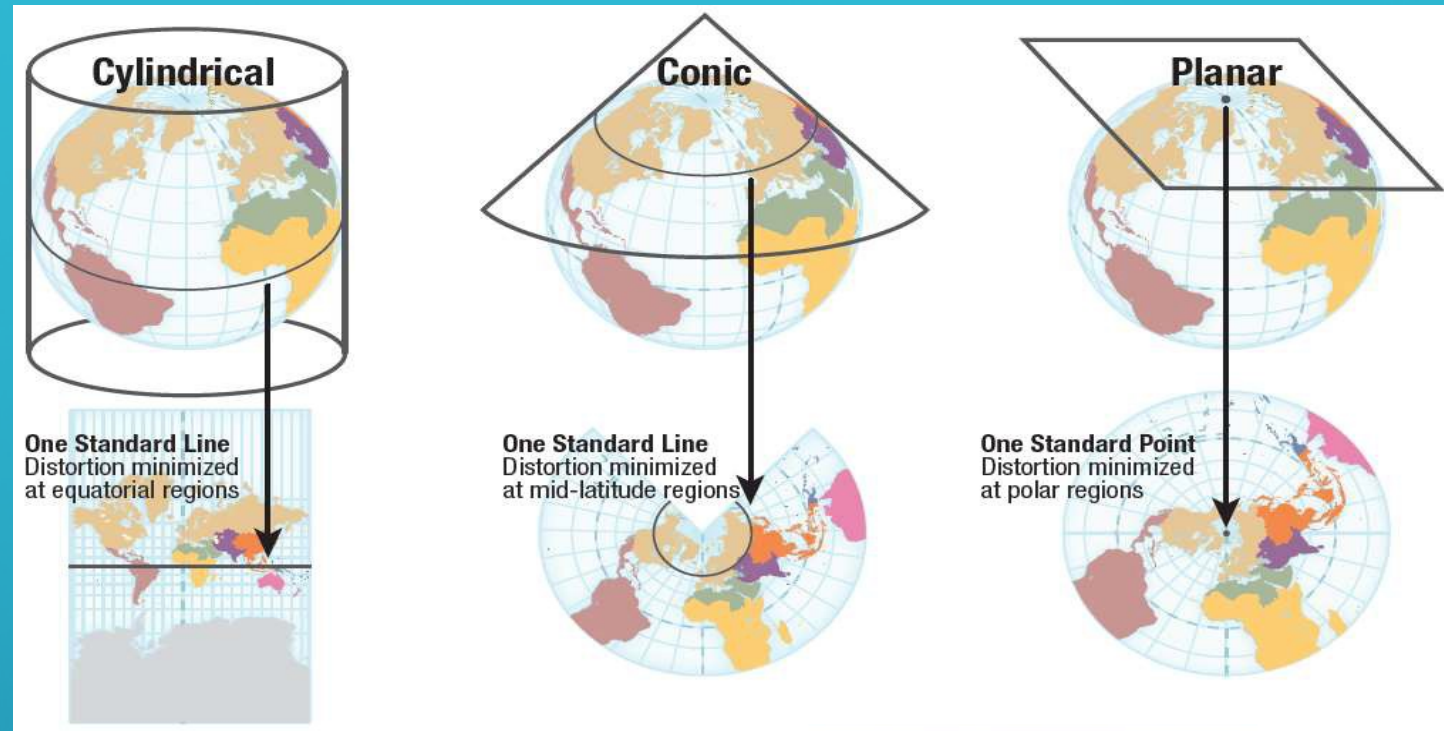 Cylindrical
One Standard Line
Distortion minimized
at equatorial regions
Conic
One Standard Line
Distortion minimized
at mid-latitude regions
Planar
One Standard Point
Distortion minimized
at polar regions